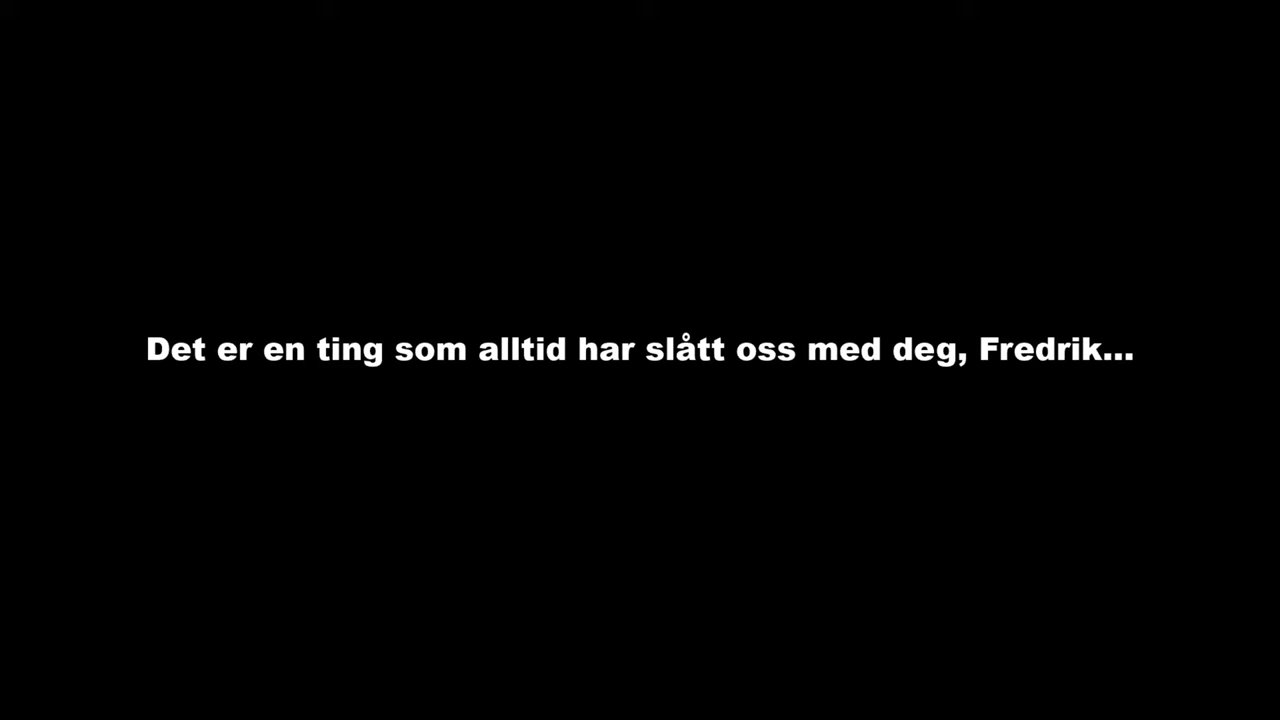 Det er en ting som alltid har slått oss med deg, Fredrik...